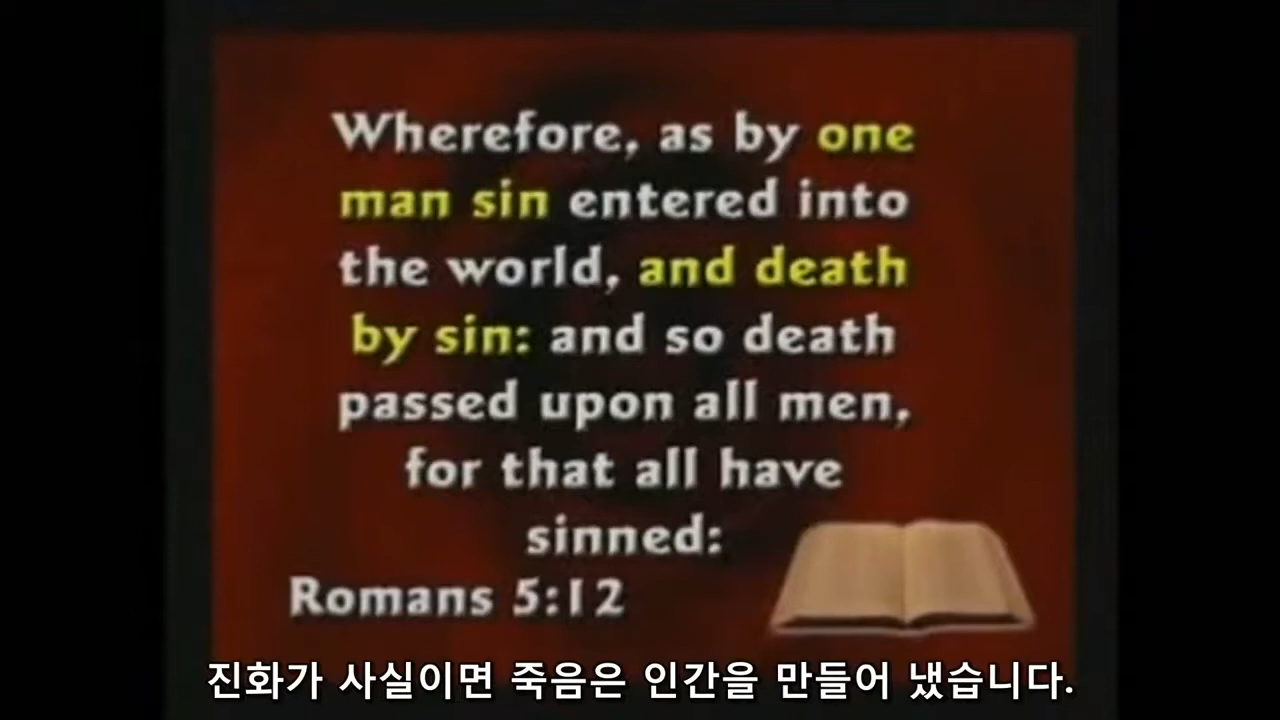 Wherefore, as by one
man sin entered into
the world, and death
by sin: and so death
passed upon all men,
for that all have
sinned:
Romans 5:12
진화가 사실이면 죽음은 인간을 만들어 냈습니다.